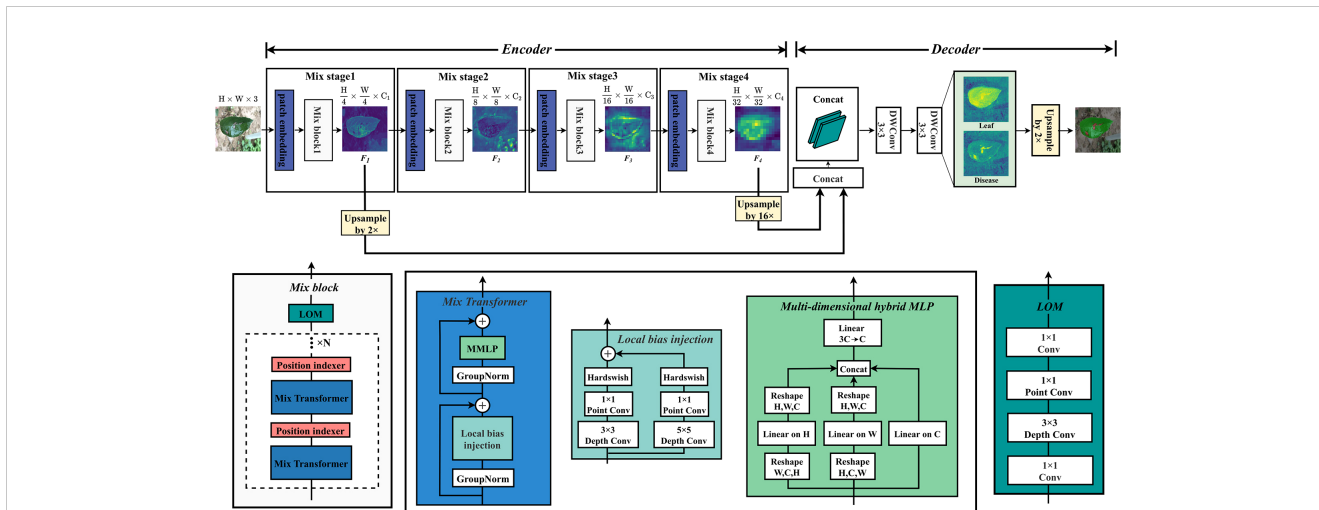 Encoder
Decoder
Mix stage1
Mix stage2
Mix stage3
Mix stage4
H × W × 3
patch embedding
Mix block1
H/4 × W/4 × C₁
F₁
patch embedding
Mix block2
H/8 × W/8 × C₂
F₂
patch embedding
Mix block3
H/16 × W/16 × C₃
F₃
patch embedding
Mix block4
H/32 × W/32 × C₄
F₄
Concat
Concat
DWConv
3×3
DWConv
3×3
Leaf
Disease
Upsample
by 2×
Upsample
by 2×
Upsample
by 16×
Mix block
LOM
×N
Position indexer
Mix Transformer
Position indexer
Mix Transformer
Mix Transformer
MMLP
GroupNorm
Local bias
injection
GroupNorm
Local bias injection
Hardswish
Hardswish
1×1
Point Conv
1×1
Point Conv
3×3
Depth Conv
5×5
Depth Conv
Multi-dimensional hybrid MLP
Linear
3C→C
Concat
Reshape
H,W,C
Reshape
H,W,C
Linear on H
Linear on W
Linear on C
Reshape
W,C,H
Reshape
H,C,W
LOM
1×1
Conv
1×1
Point Conv
3×3
Depth Conv
1×1
Conv